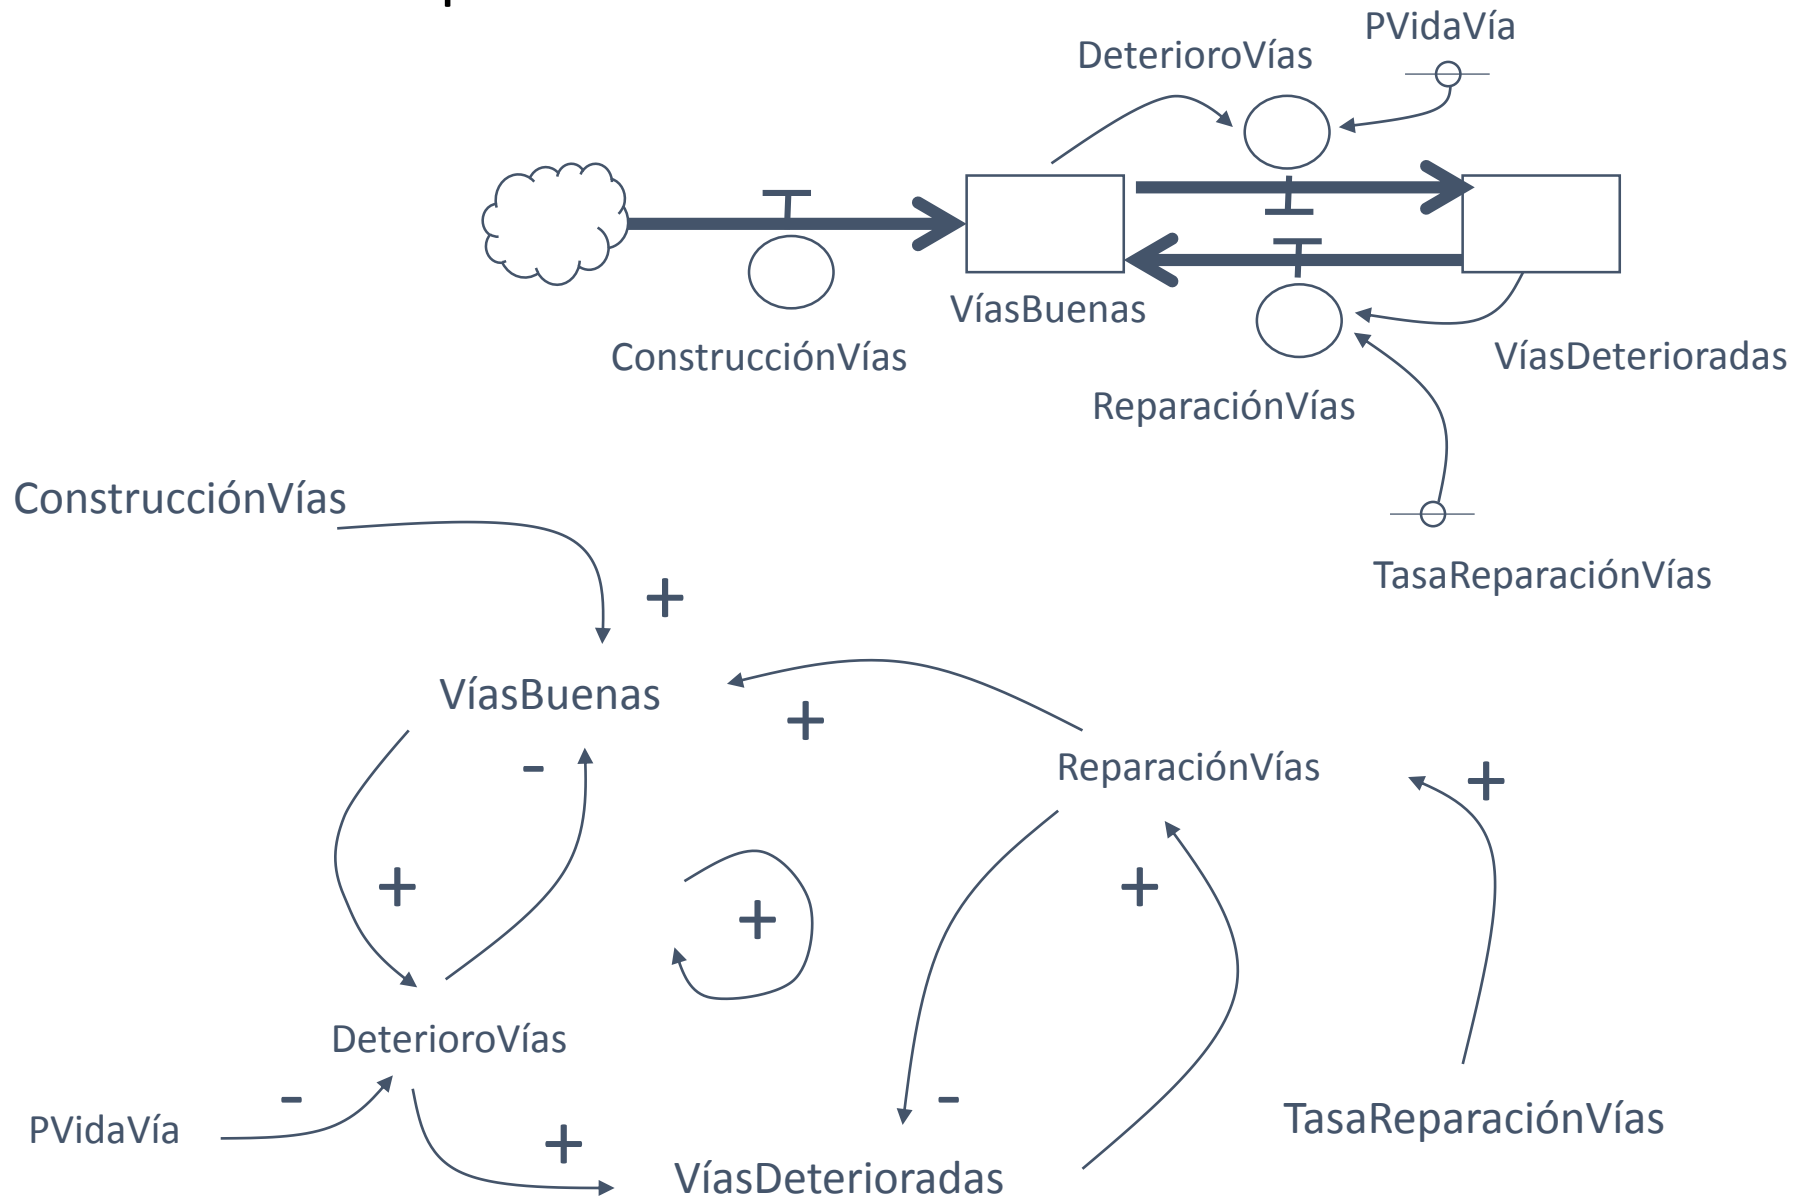 PVidaVía
DeterioroVías
VíasBuenas
ConstrucciónVías
VíasDeterioradas
ReparaciónVías
TasaReparaciónVías
ConstrucciónVías
+
VíasBuenas
+
-
ReparaciónVías
+
+
+
+
DeterioroVías
-
PVidaVía
+
-
VíasDeterioradas
TasaReparaciónVías